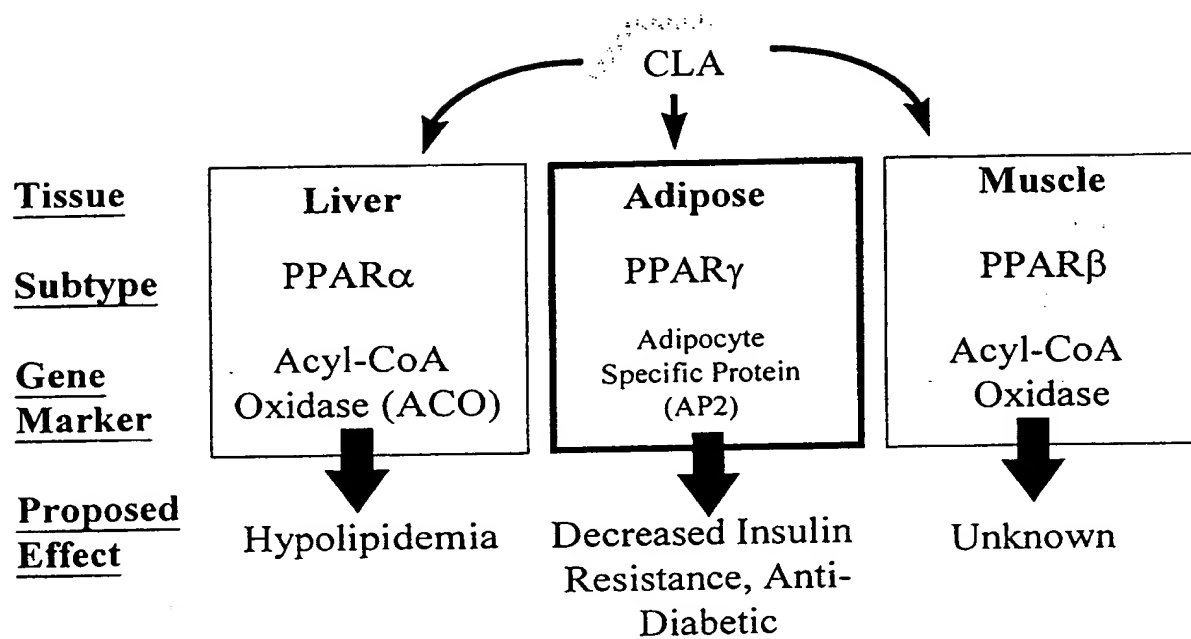 CLA
Tissue
Liver
Adipose
Muscle
Subtype
PPARα
PPARγ
PPARβ
Gene
Marker
Acyl-CoA
Oxidase (ACO)
Adipocyte
Specific Protein
(AP2)
Acyl-CoA
Oxidase
Proposed
Effect
Hypolipidemia
Decreased Insulin
Resistance, Anti-
Diabetic
Unknown